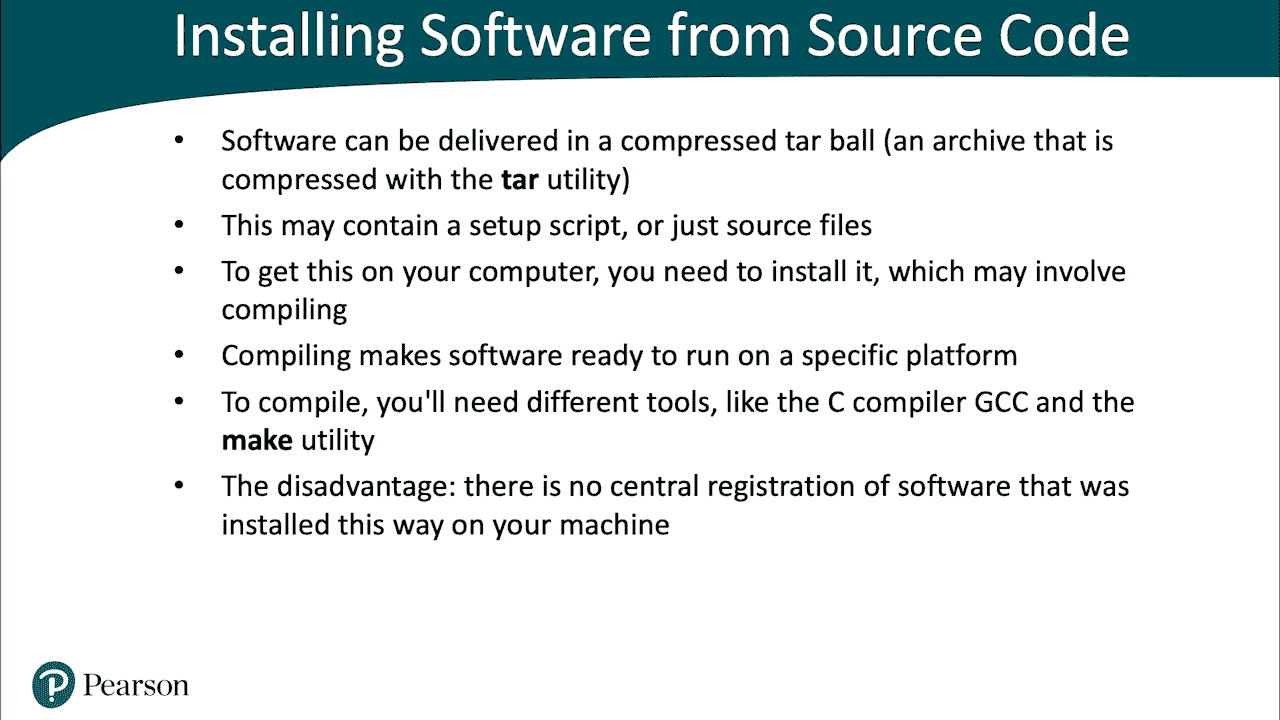 Installing Software from Source Code
• Software can be delivered in a compressed tar ball (an archive that is
compressed with the tar utility)
• This may contain a setup script, or just source files
• To get this on your computer, you need to install it, which may involve
compiling
• Compiling makes software ready to run on a specific platform
• To compile, you'll need different tools, like the C compiler GCC and the
make utility
• The disadvantage: there is no central registration of software that was
installed this way on your machine
Pearson